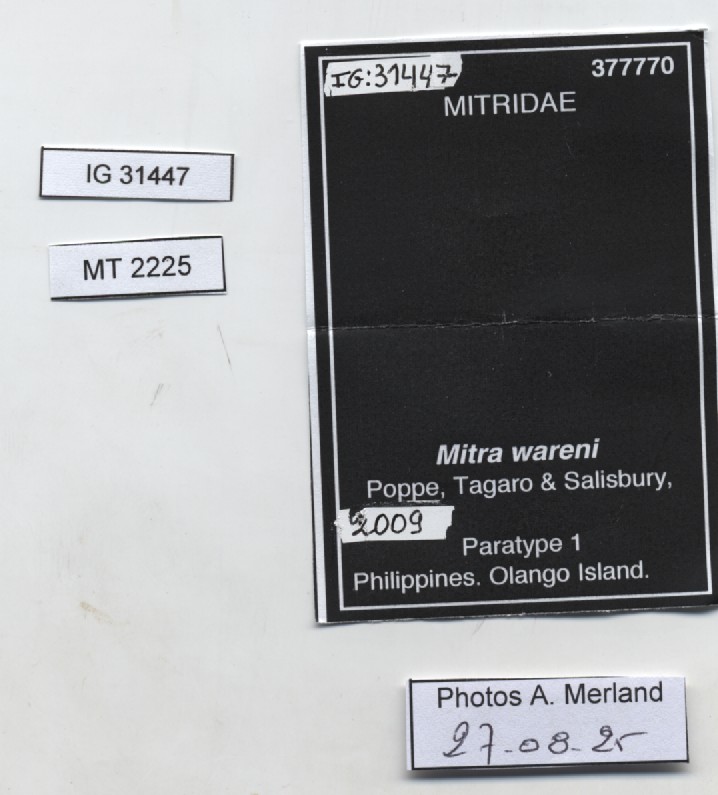 IG:31447
377770
MITRIDAE
IG 31447
MT 2225
Mitra wareni
Poppe, Tagaro & Salisbury,
2009
Paratype 1
Philippines. Olango Island.
Photos A. Merland
27-08-25